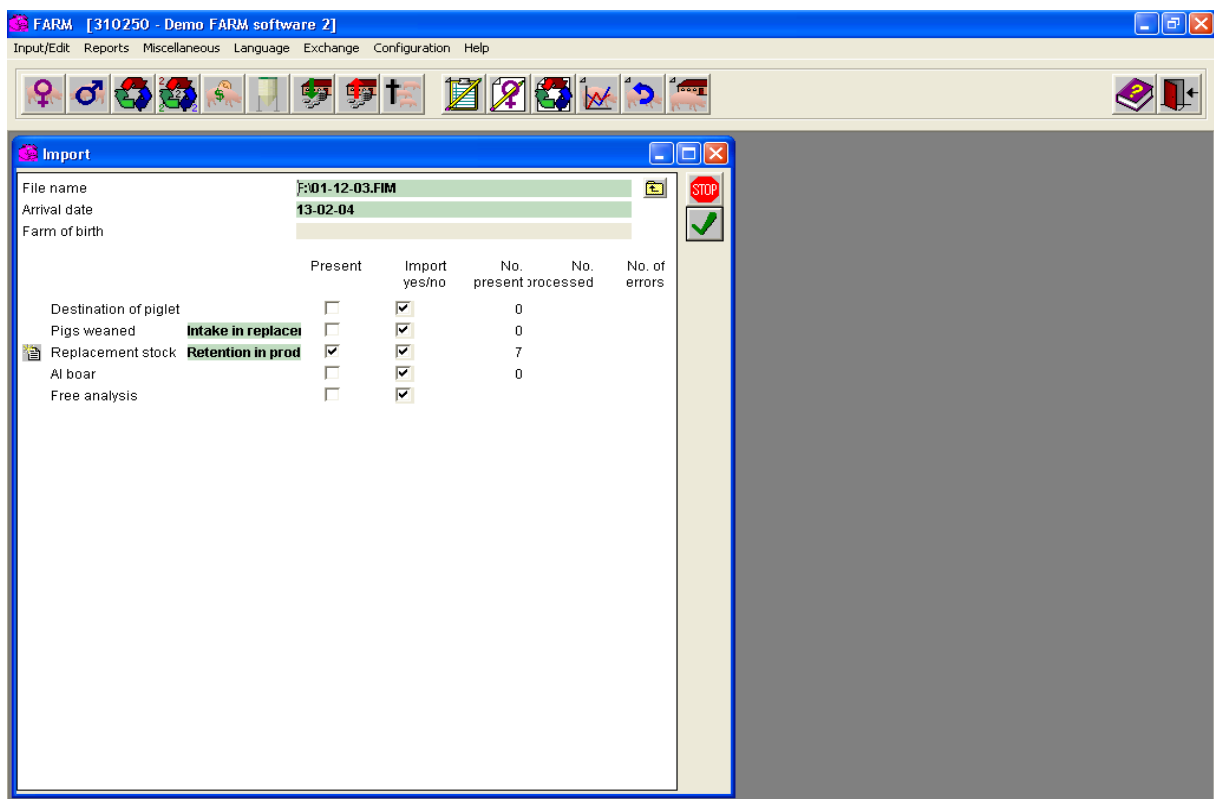 FARM [310250 - Demo FARM software 2]
Input/Edit Reports Miscellaneous Language Exchange Configuration Help
Import
File name F:\01-12-03.FIM
STOP
Arrival date 13-02-04
Farm of birth
Present Import No. No. No. of
yes/no present processed errors
Destination of piglet 0
Pigs weaned Intake in replacer 0
Replacement stock Retention in prod 7
AI boar 0
Free analysis